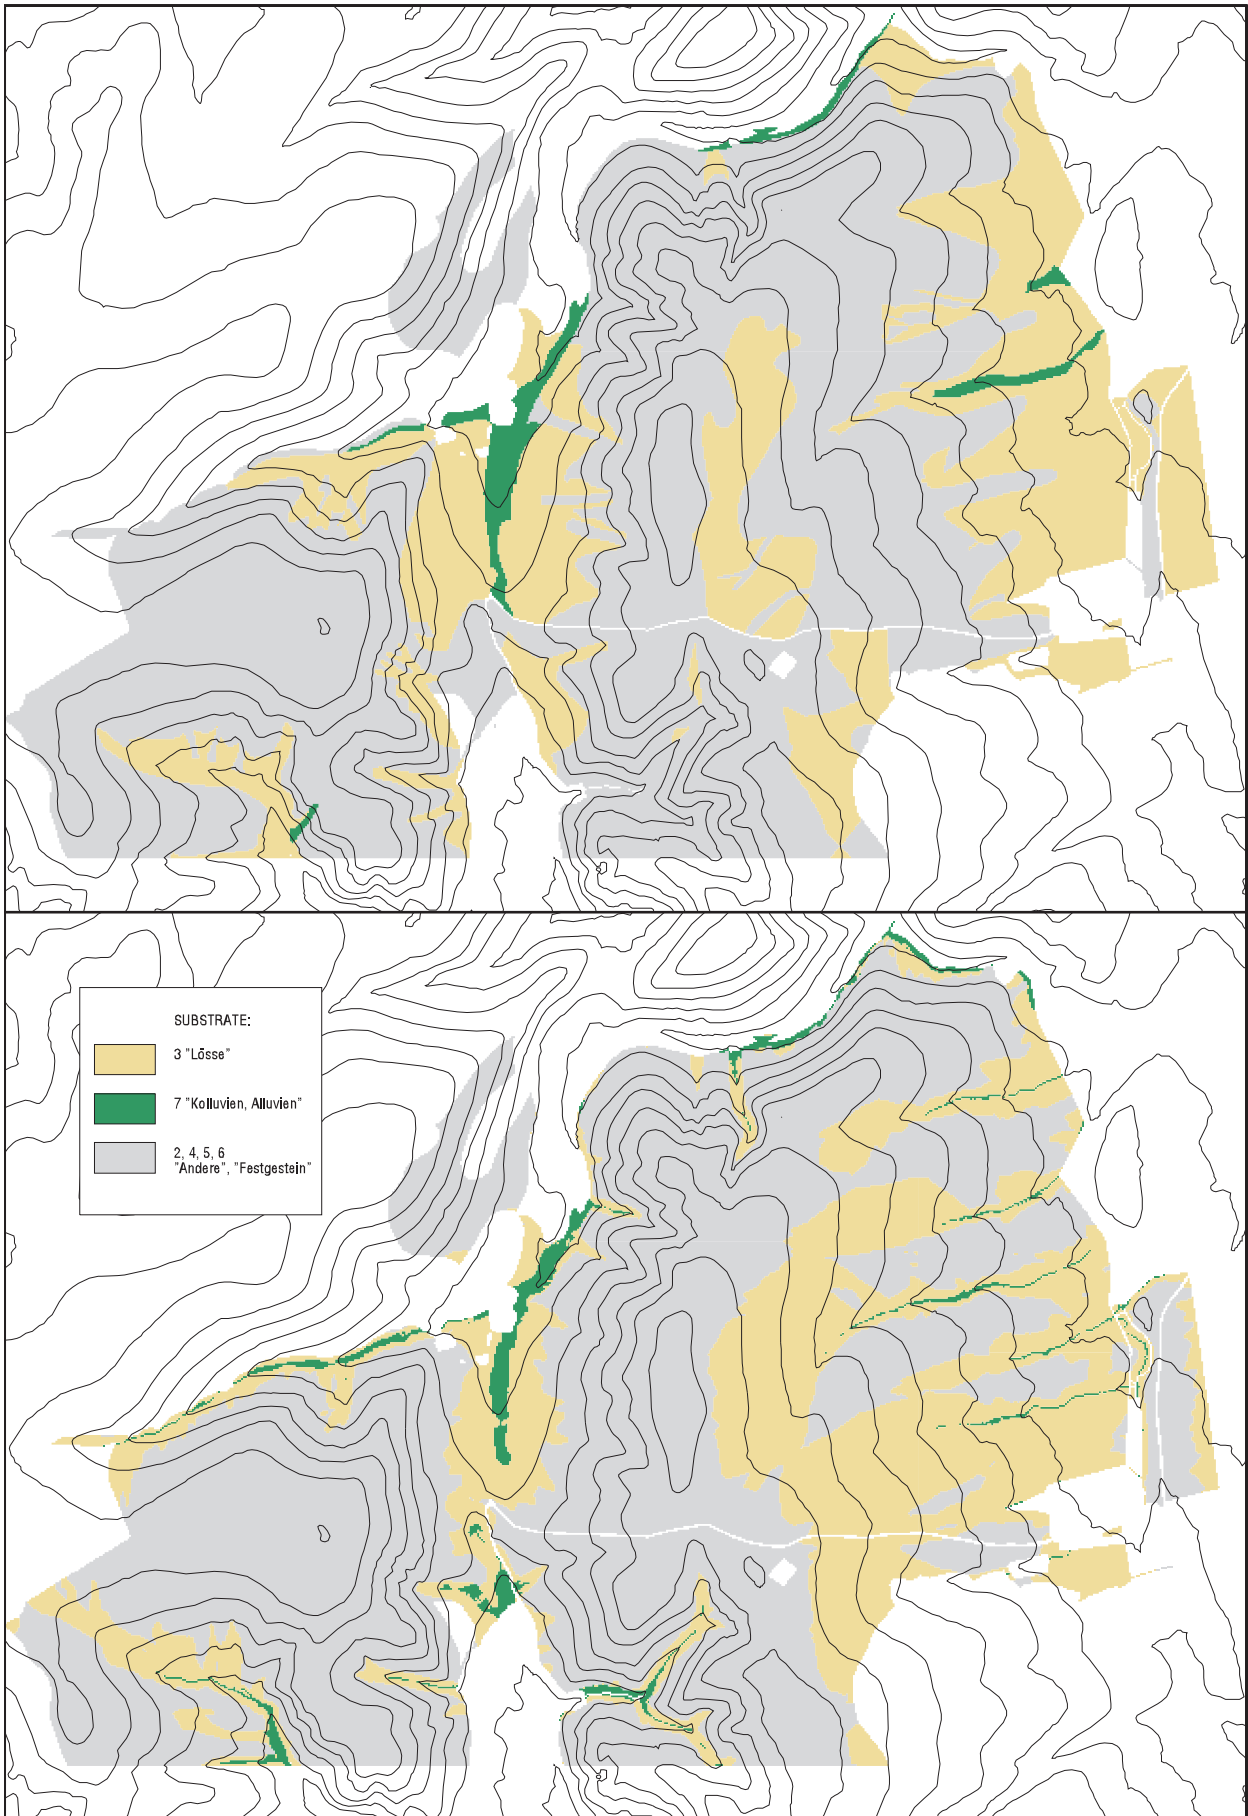 SUBSTRATE:
3 "Lösse"
7 "Kolluvien, Alluvien"
2, 4, 5, 6
"Andere", "Festgestein"